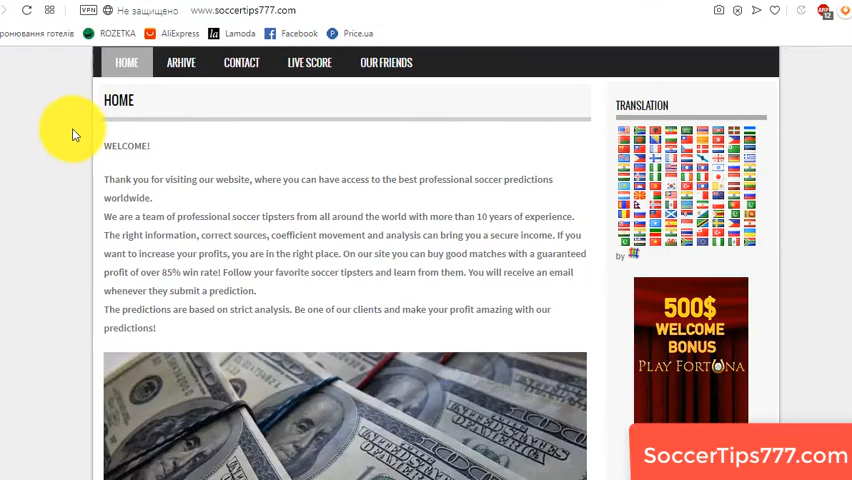 VPN Не защищено www.soccertips777.com
ронювання готелів ROZETKA AliExpress Lamoda Facebook Price.ua
HOME ARHIVE CONTACT LIVE SCORE OUR FRIENDS
HOME
WELCOME!
Thank you for visiting our website, where you can have access to the best professional soccer predictions
worldwide.
We are a team of professional soccer tipsters from all around the world with more than 10 years of experience.
The right information, correct sources, coefficient movement and analysis can bring you a secure income. If you
want to increase your profits, you are in the right place. On our site you can buy good matches with a guaranteed
profit of over 85% win rate! Follow your favorite soccer tipsters and learn from them. You will receive an email
whenever they submit a prediction.
The predictions are based on strict analysis. Be one of our clients and make your profit amazing with our
predictions!
TRANSLATION
by
500$
WELCOME
BONUS
PLAY FORTUNA
SoccerTips777.com